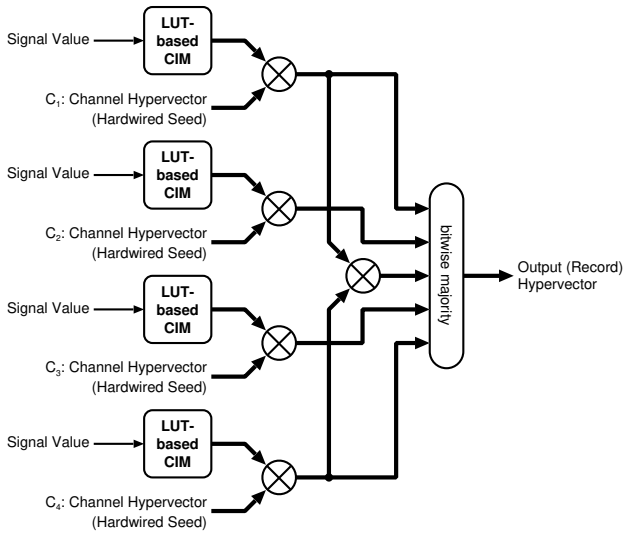 Signal Value
LUT-
based
CIM
C₁: Channel Hypervector
(Hardwired Seed)
Signal Value
LUT-
based
CIM
C₂: Channel Hypervector
(Hardwired Seed)
bitwise majority
Output (Record)
Hypervector
Signal Value
LUT-
based
CIM
C₃: Channel Hypervector
(Hardwired Seed)
Signal Value
LUT-
based
CIM
C₄: Channel Hypervector
(Hardwired Seed)